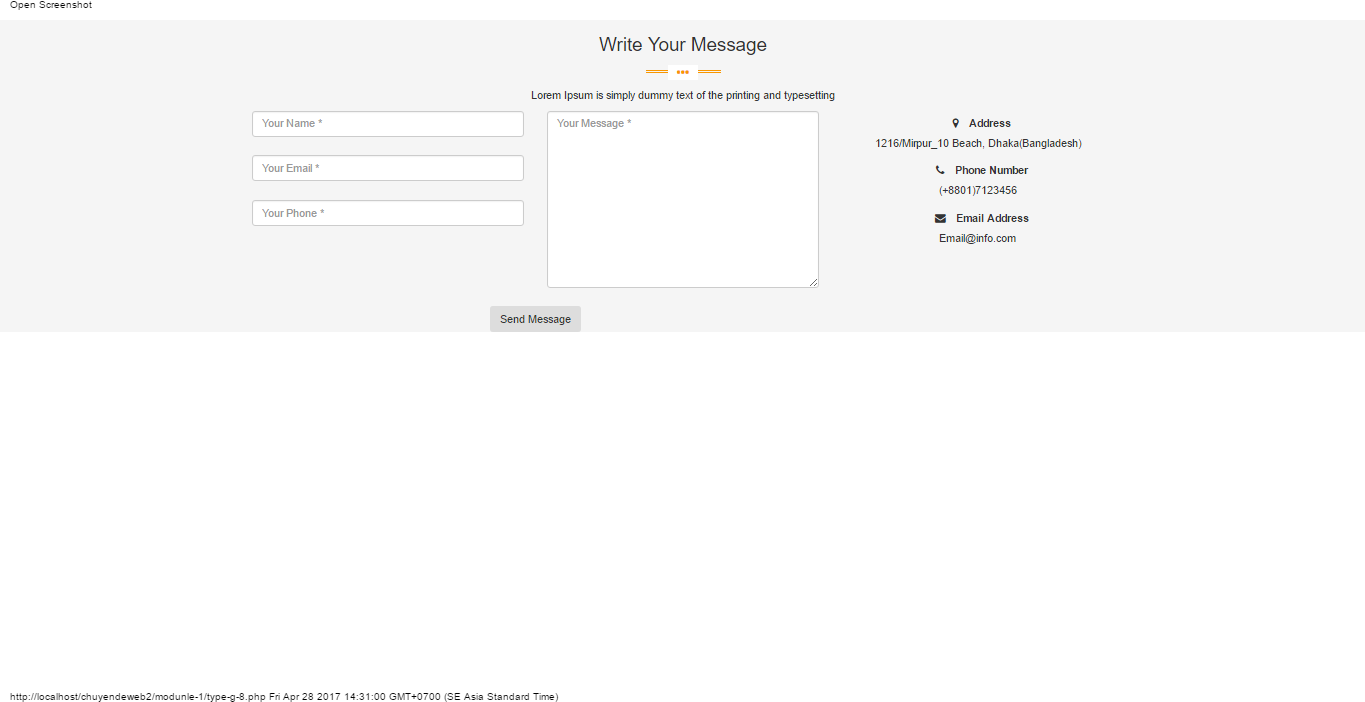 Open Screenshot
Write Your Message
Lorem Ipsum is simply dummy text of the printing and typesetting
Your Name *
Your Email *
Your Phone *
Your Message *
Send Message
Address
1216/Mirpur_10 Beach, Dhaka(Bangladesh)
Phone Number
(+8801)7123456
Email Address
Email@info.com
http://localhost/chuyendeweb2/modunle-1/type-g-8.php Fri Apr 28 2017 14:31:00 GMT+0700 (SE Asia Standard Time)